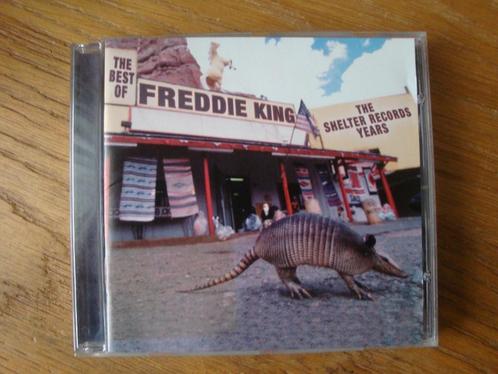 THE
BEST
OF
FREDDIE KING
THE
SHELTER RECORDS
YEARS